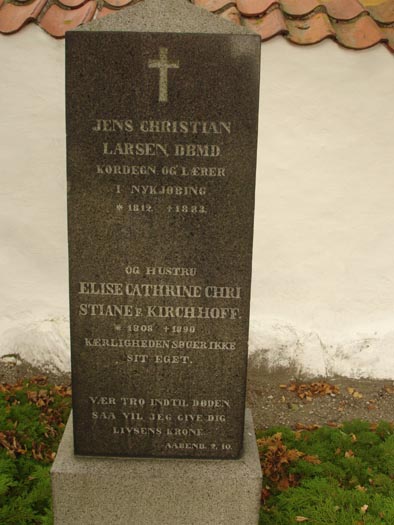 JENS CHRISTIAN
LARSEN, DBMD
KORDEGN OG LÆRER
I NYKJØBING
* 1812. † 1883.
OG HUSTRU
ELISE CATHRINE CHRI
STIANE F. KIRCHHOFF.
* 1808 † 1890
KÆRLIGHEDEN SØGER IKKE
SIT EGET.
VÆR TRO INDTIL DØDEN
SAA VIL JEG GIVE DIG
LIVSENS KRONE.
AABENB. 2, 10.